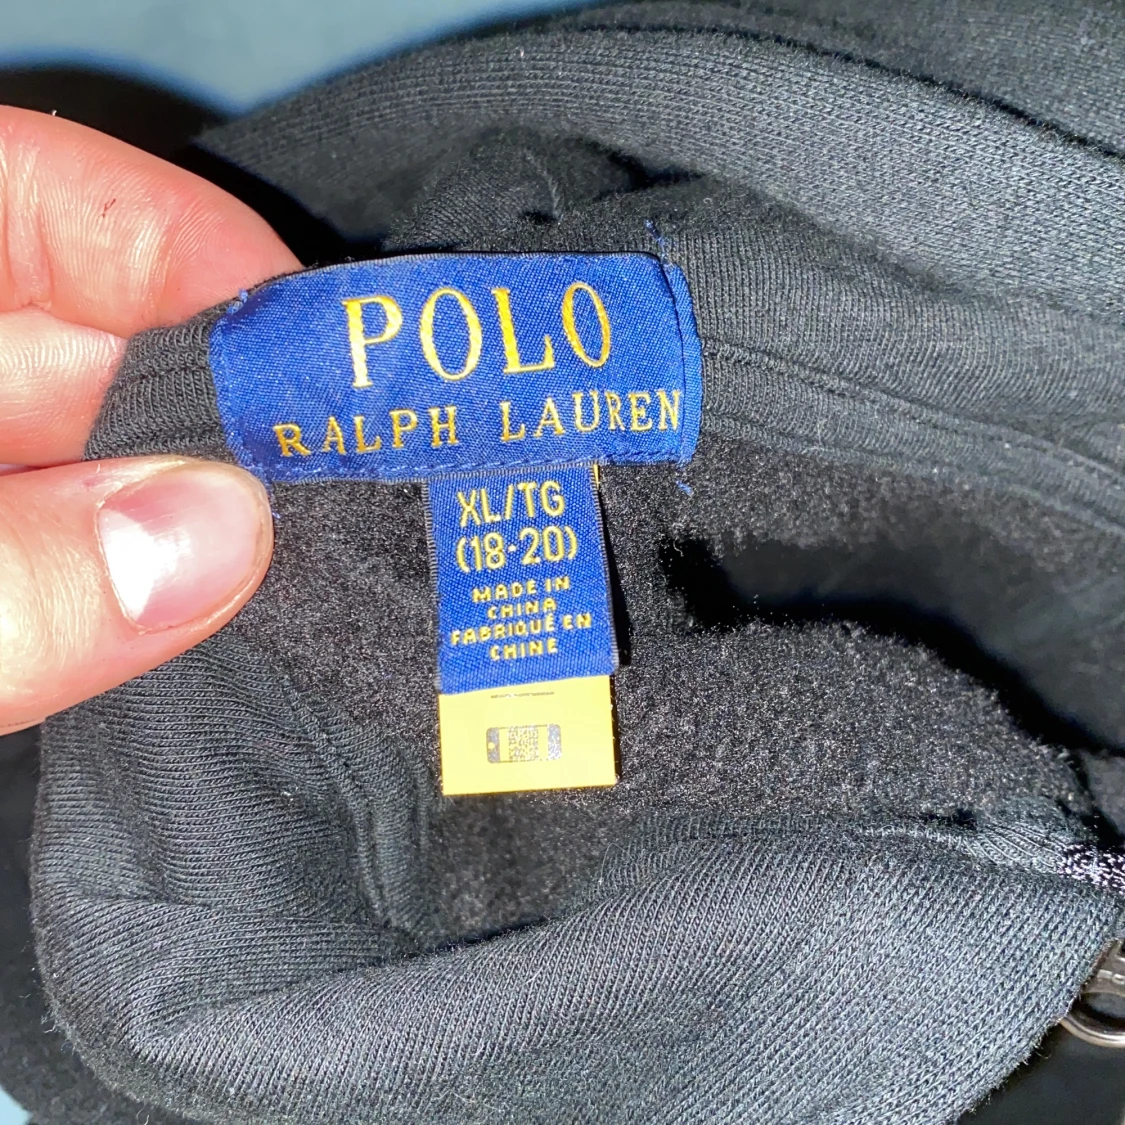 POLO
RALPH LAUREN
XL/TG
(18-20)
MADE IN
CHINA
FABRIQUÉ EN
CHINE